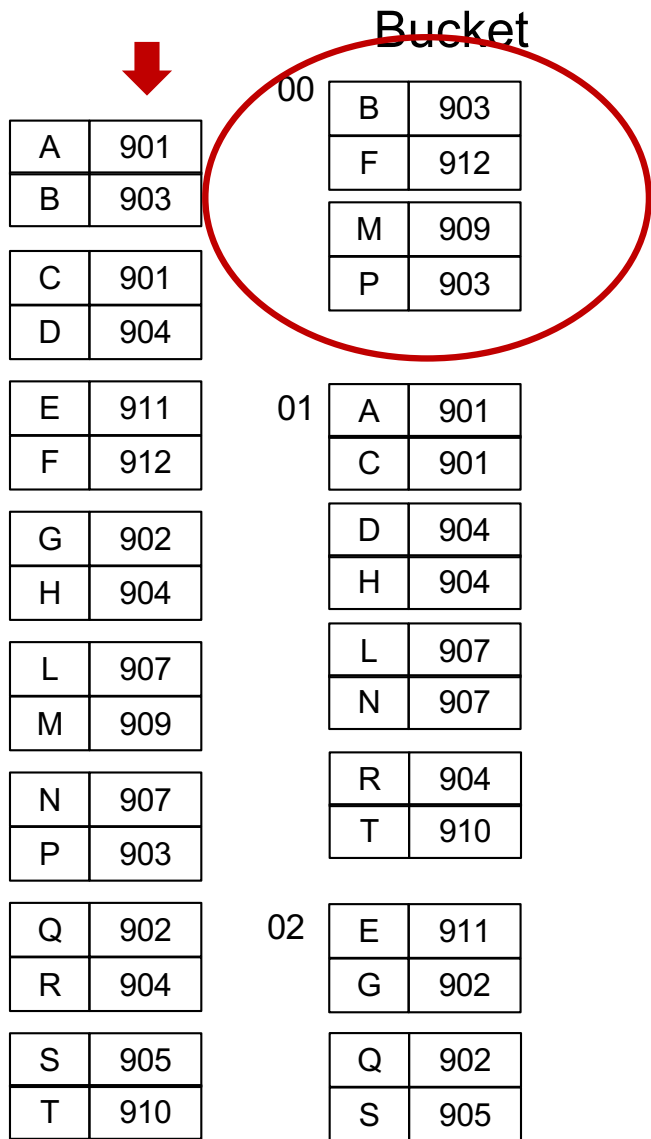 Bucket
A 901
B 903
C 901
D 904
E 911
F 912
G 902
H 904
L 907
M 909
N 907
P 903
Q 902
R 904
S 905
T 910
00
B 903
F 912
M 909
P 903
01
A 901
C 901
D 904
H 904
L 907
N 907
R 904
T 910
02
E 911
G 902
Q 902
S 905